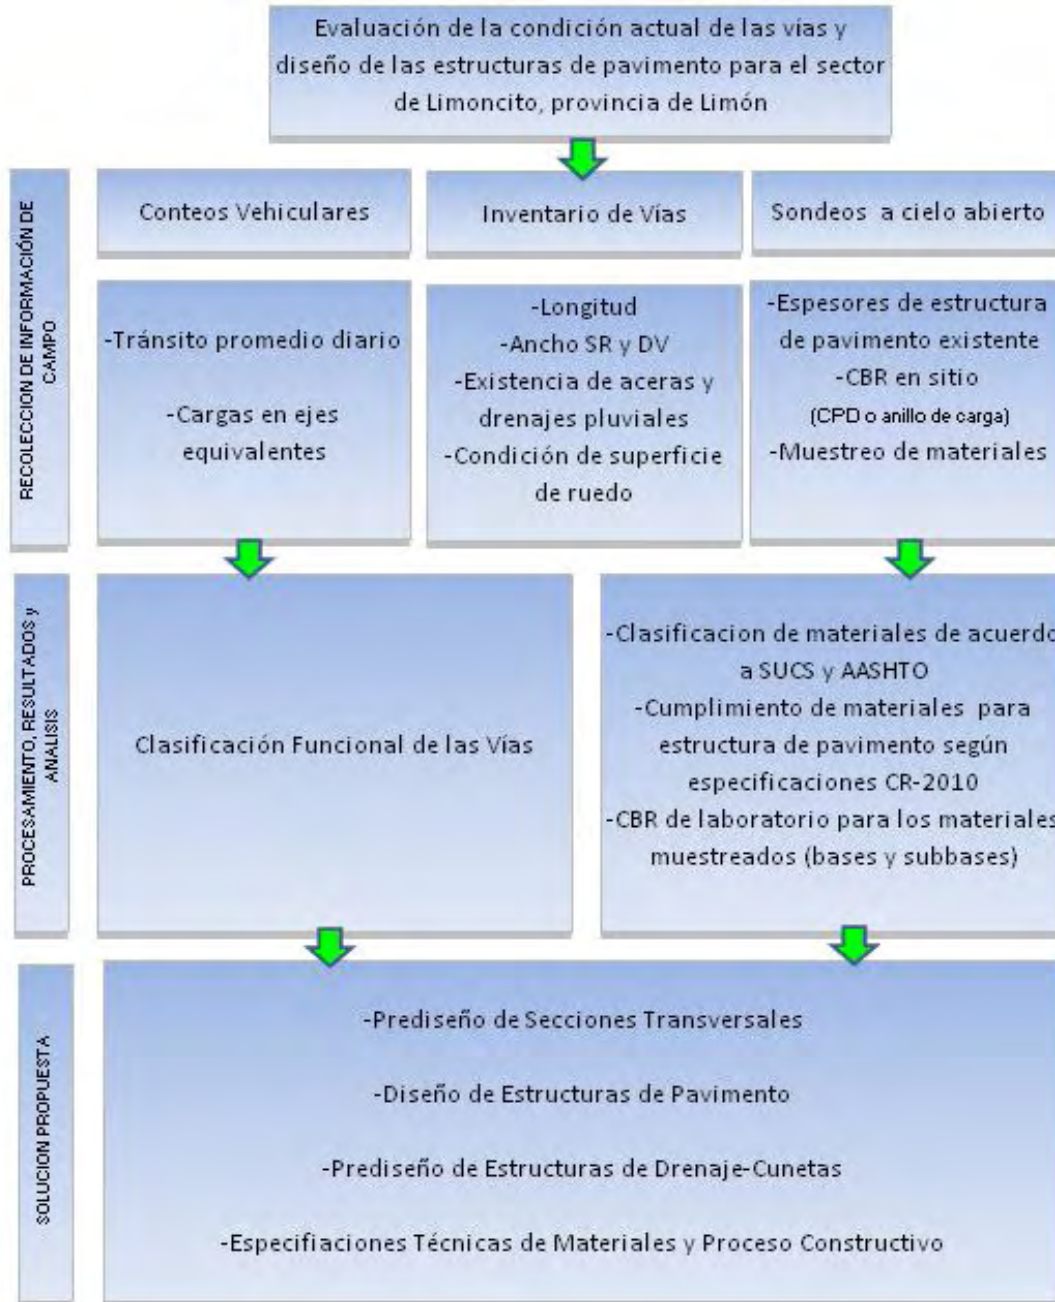 Evaluación de la condición actual de las vías y
diseño de las estructuras de pavimento para el sector
de Limoncito, provincia de Limón
RECOLECCION DE INFORMACIÓN DE
CAMPO
Conteos Vehiculares
Inventario de Vías
Sondeos a cielo abierto
-Tránsito promedio diario
-Cargas en ejes
equivalentes
-Longitud
-Ancho SR y DV
-Existencia de aceras y
drenajes pluviales
-Condición de superficie
de ruedo
-Espesores de estructura
de pavimento existente
-CBR en sitio
(CPD o anillo de carga)
-Muestreo de materiales
PROCESAMIENTO, RESULTADOS y
ANALISIS
Clasificación Funcional de las Vías
-Clasificacion de materiales de acuerdo
a SUCS y AASHTO
-Cumplimiento de materiales para
estructura de pavimento según
especificaciones CR-2010
-CBR de laboratorio para los materiales
muestreados (bases y subbases)
SOLUCION PROPUESTA
-Prediseño de Secciones Transversales
-Diseño de Estructuras de Pavimento
-Prediseño de Estructuras de Drenaje-Cunetas
-Especifiaciones Técnicas de Materiales y Proceso Constructivo